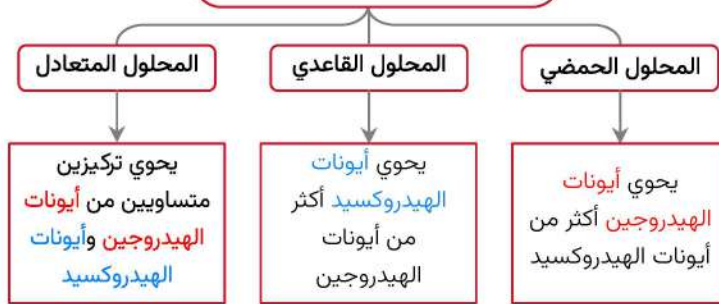 المحلول الحمضي
المحلول القاعدي
المحلول المتعادل
يحوي أيونات
الهيدروجين أكثر من
أيونات الهيدروكسيد
يحوي أيونات
الهيدروكسيد أكثر
من أيونات
الهيدروجين
يحوي تركيزين
متساويين من أيونات
الهيدروجين وأيونات
الهيدروكسيد